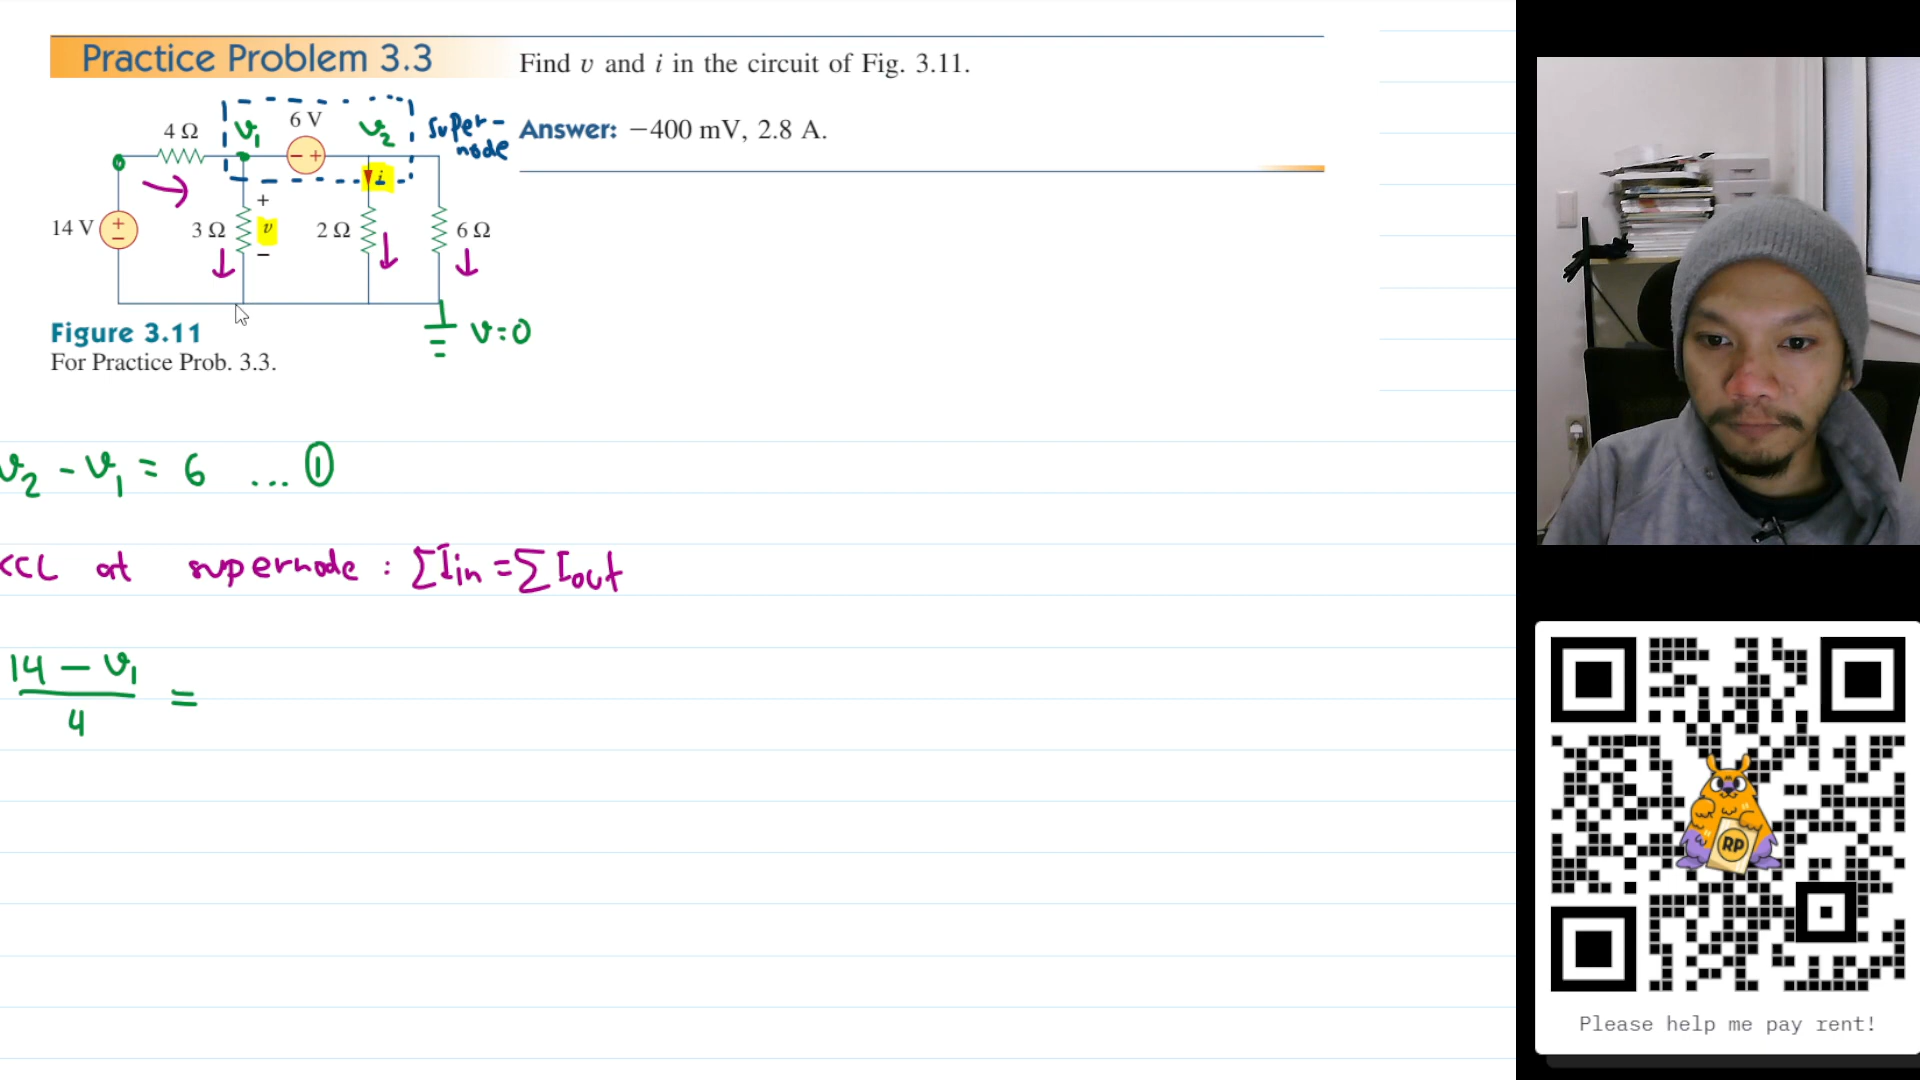 Practice Problem 3.3
Find v and i in the circuit of Fig. 3.11.
Answer: −400 mV, 2.8 A.
4 Ω
v₁
6 V
v₂
super-
node
− +
i
14 V
+
−
3 Ω
+
v
−
2 Ω
6 Ω
v=0
Figure 3.11
For Practice Prob. 3.3.
v₂ - v₁ = 6 ... ①
KCL at supernode : ΣIin = ΣIout
14 − v₁
4
=
RP
Please help me pay rent!